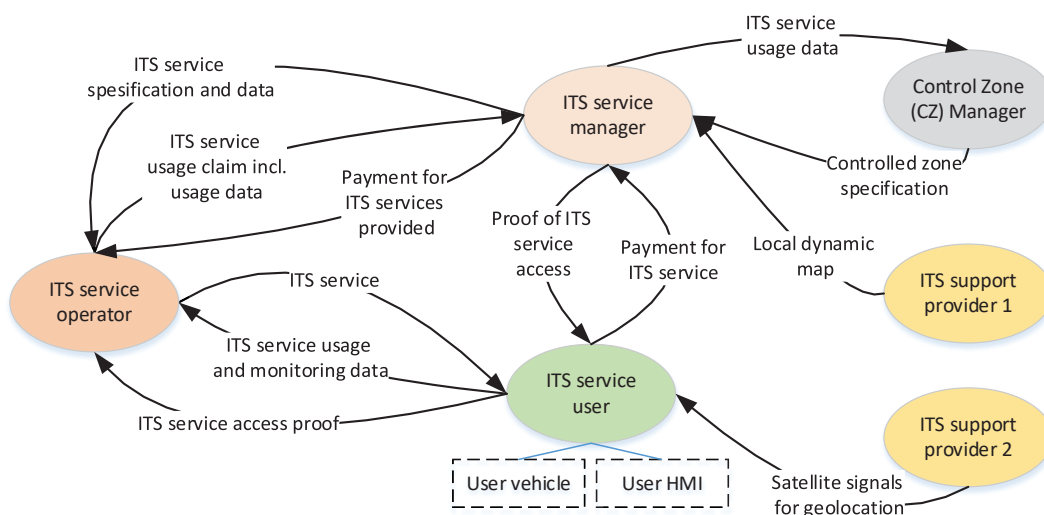 ITS service
usage data
ITS service
spesification and data
ITS service
manager
Control Zone
(CZ) Manager
ITS service
usage claim incl.
usage data
Payment for
ITS services
provided
Controlled zone
specification
Proof of ITS
service
access
Payment for
ITS service
Local dynamic
map
ITS service
operator
ITS service
ITS support
provider 1
ITS service usage
and monitoring data
ITS service
user
ITS service access proof
ITS support
provider 2
User vehicle
User HMI
Satellite signals
for geolocation